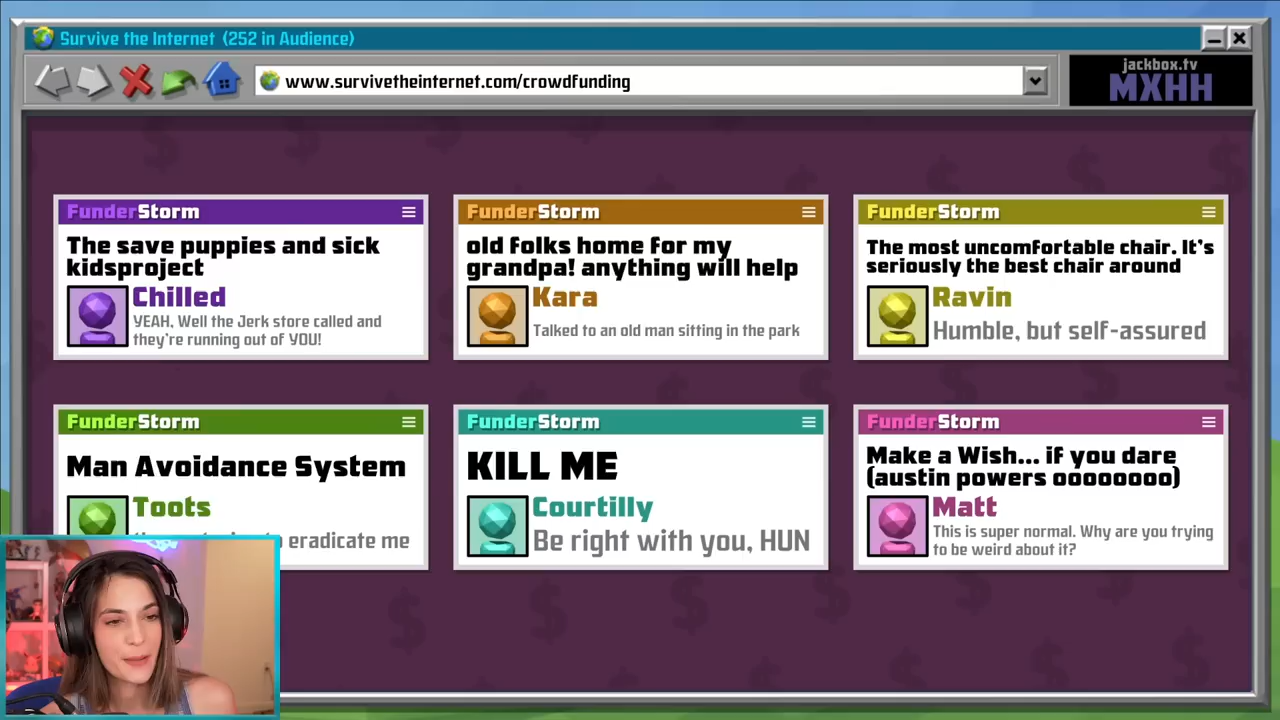 Survive the Internet (252 in Audience)
www.survivetheinternet.com/crowdfunding
jackbox.tv
MXHH
FunderStorm
The save puppies and sick
kidsproject
Chilled
YEAH, Well the Jerk store called and
they're running out of YOU!
FunderStorm
old folks home for my
grandpa! anything will help
Kara
Talked to an old man sitting in the park
FunderStorm
The most uncomfortable chair. It's
seriously the best chair around
Ravin
Humble, but self-assured
FunderStorm
Man Avoidance System
Toots
eradicate me
FunderStorm
KILL ME
Courtilly
Be right with you, HUN
FunderStorm
Make a Wish... if you dare
(austin powers oooooooo)
Matt
This is super normal. Why are you trying
to be weird about it?